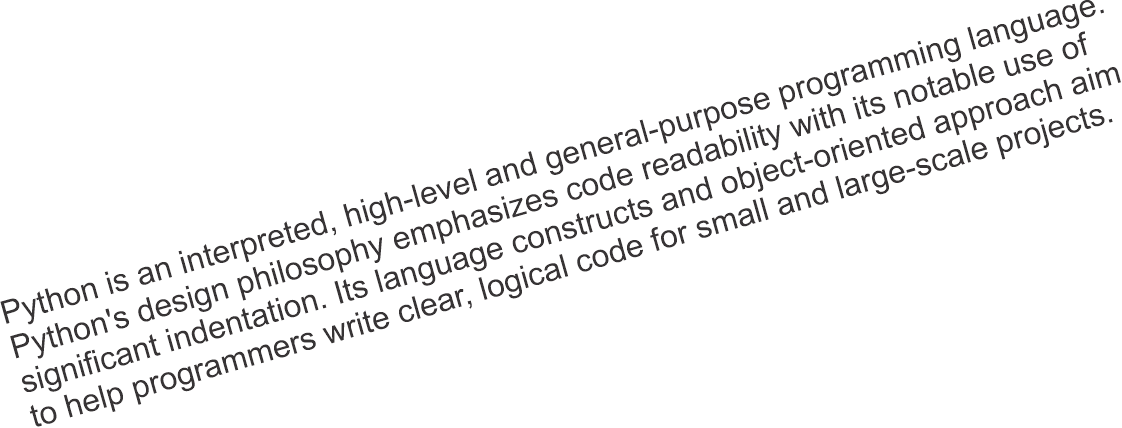 Python is an interpreted, high-level and general-purpose programming language.
Python's design philosophy emphasizes code readability with its notable use of
significant indentation. Its language constructs and object-oriented approach aim
to help programmers write clear, logical code for small and large-scale projects.